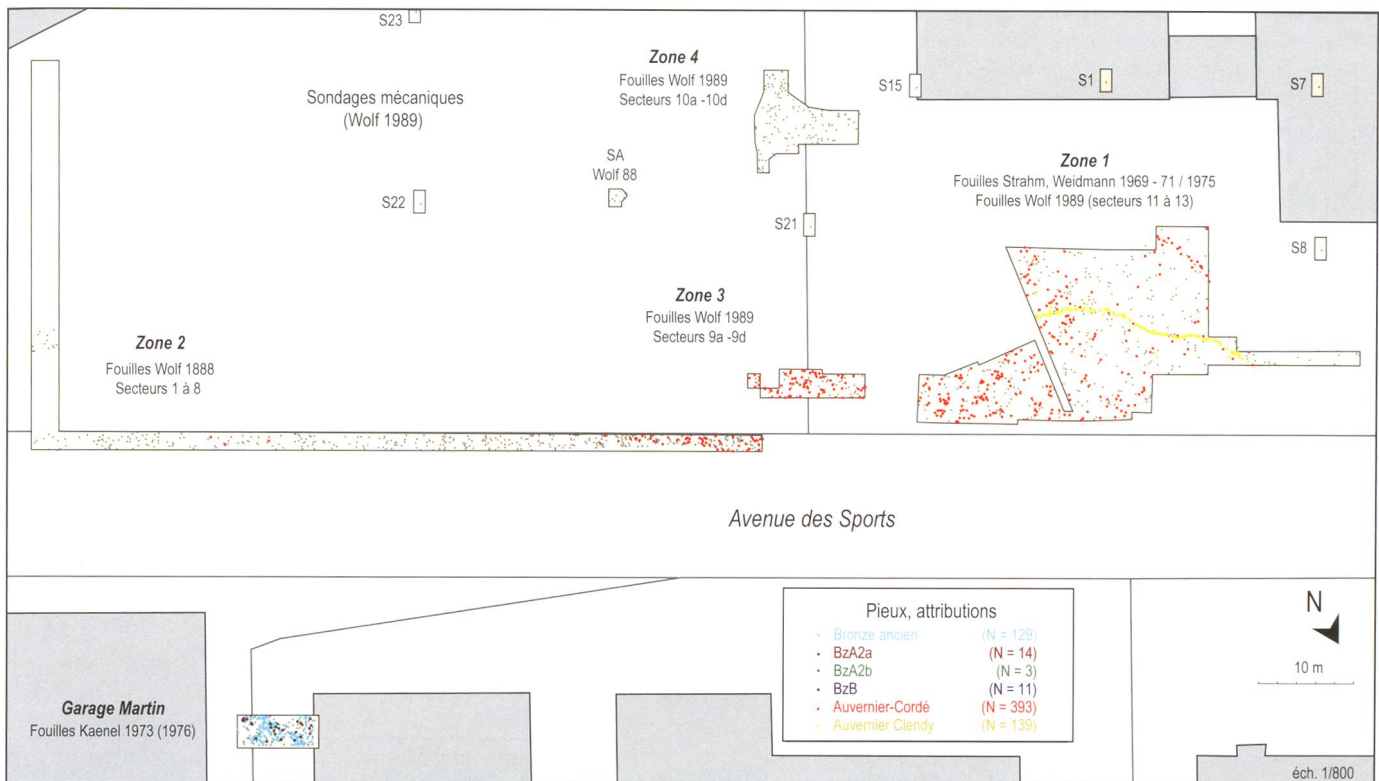 S23
Zone 4
Fouilles Wolf 1989
Secteurs 10a -10d
Sondages mécaniques
(Wolf 1989)
S15
S1
S7
SA
Wolf 88
Zone 1
Fouilles Strahm, Weidmann 1969 - 71 / 1975
Fouilles Wolf 1989 (secteurs 11 à 13)
S22
S21
S8
Zone 3
Fouilles Wolf 1989
Secteurs 9a -9d
Zone 2
Fouilles Wolf 1888
Secteurs 1 à 8
Avenue des Sports
Pieux, attributions
Bronze ancien (N = 129)
BzA2a (N = 14)
BzA2b (N = 3)
BzB (N = 11)
Auvernier-Cordé (N = 393)
Auvernier Clendy (N = 139)
N
10 m
Garage Martin
Fouilles Kaenel 1973 (1976)
éch. 1/800